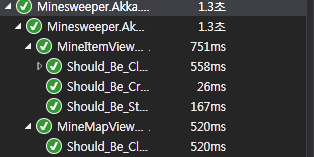 Minesweeper.Akka... 1.3초
Minesweeper.Ak... 1.3초
MineItemView... 751ms
Should_Be_Cl... 558ms
Should_Be_Cr... 26ms
Should_Be_St... 167ms
MineMapView... 520ms
Should_Be_Cl... 520ms